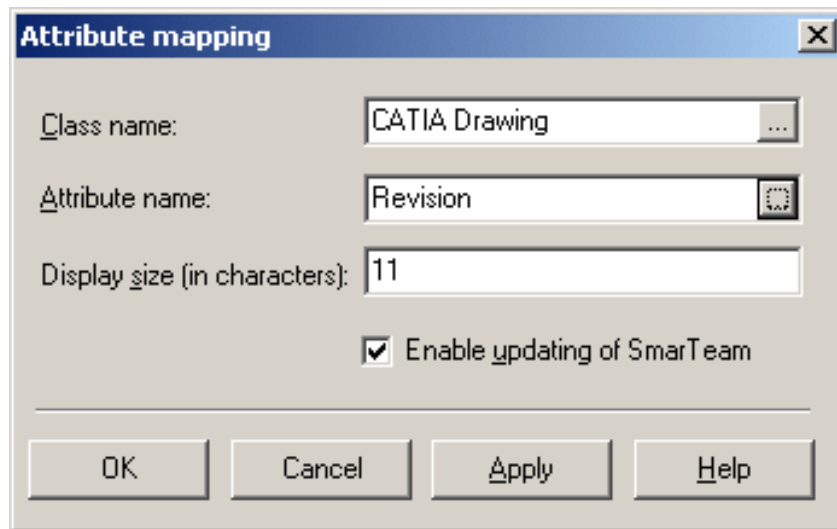 Attribute mapping
Class name: CATIA Drawing ...
Attribute name: Revision
Display size (in characters): 11
Enable updating of SmarTeam
OK Cancel Apply Help